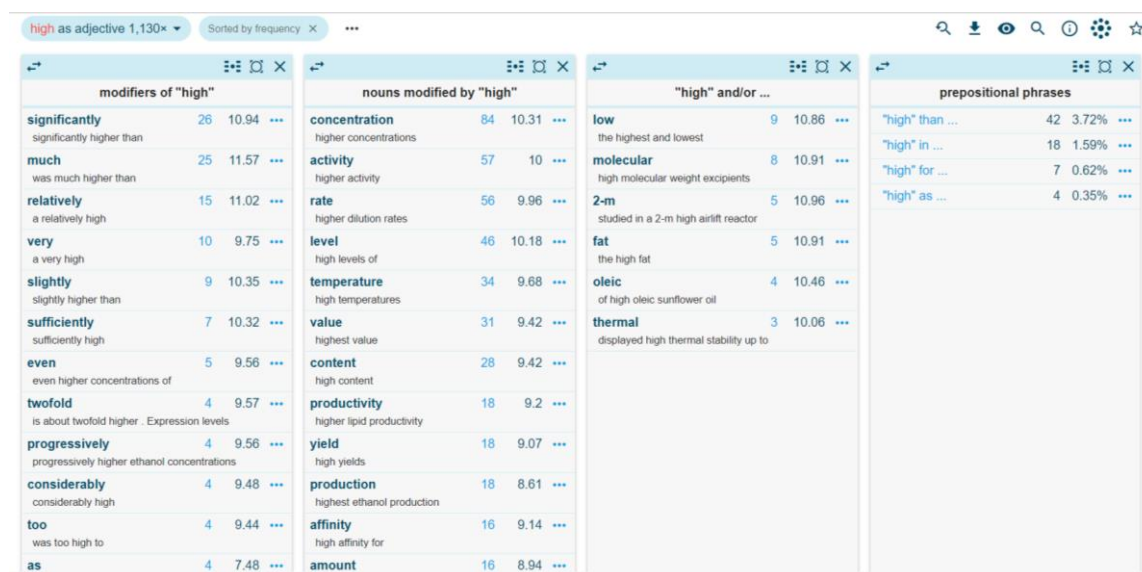 high as adjective 1,130× Sorted by frequency ×
modifiers of "high"
significantly 26 10.94
significantly higher than
much 25 11.57
was much higher than
relatively 15 11.02
a relatively high
very 10 9.75
a very high
slightly 9 10.35
slightly higher than
sufficiently 7 10.32
sufficiently high
even 5 9.56
even higher concentrations of
twofold 4 9.57
is about twofold higher . Expression levels
progressively 4 9.56
progressively higher ethanol concentrations
considerably 4 9.48
considerably high
too 4 9.44
was too high to
as 4 7.48
nouns modified by "high"
concentration 84 10.31
higher concentrations
activity 57 10
higher activity
rate 56 9.96
higher dilution rates
level 46 10.18
high levels of
temperature 34 9.68
high temperatures
value 31 9.42
highest value
content 28 9.42
high content
productivity 18 9.2
higher lipid productivity
yield 18 9.07
high yields
production 18 8.61
highest ethanol production
affinity 16 9.14
high affinity for
amount 16 8.94
"high" and/or ...
low 9 10.86
the highest and lowest
molecular 8 10.91
high molecular weight excipients
2-m 5 10.96
studied in a 2-m high airlift reactor
fat 5 10.91
the high fat
oleic 4 10.46
of high oleic sunflower oil
thermal 3 10.06
displayed high thermal stability up to
prepositional phrases
"high" than ... 42 3.72%
"high" in ... 18 1.59%
"high" for ... 7 0.62%
"high" as ... 4 0.35%